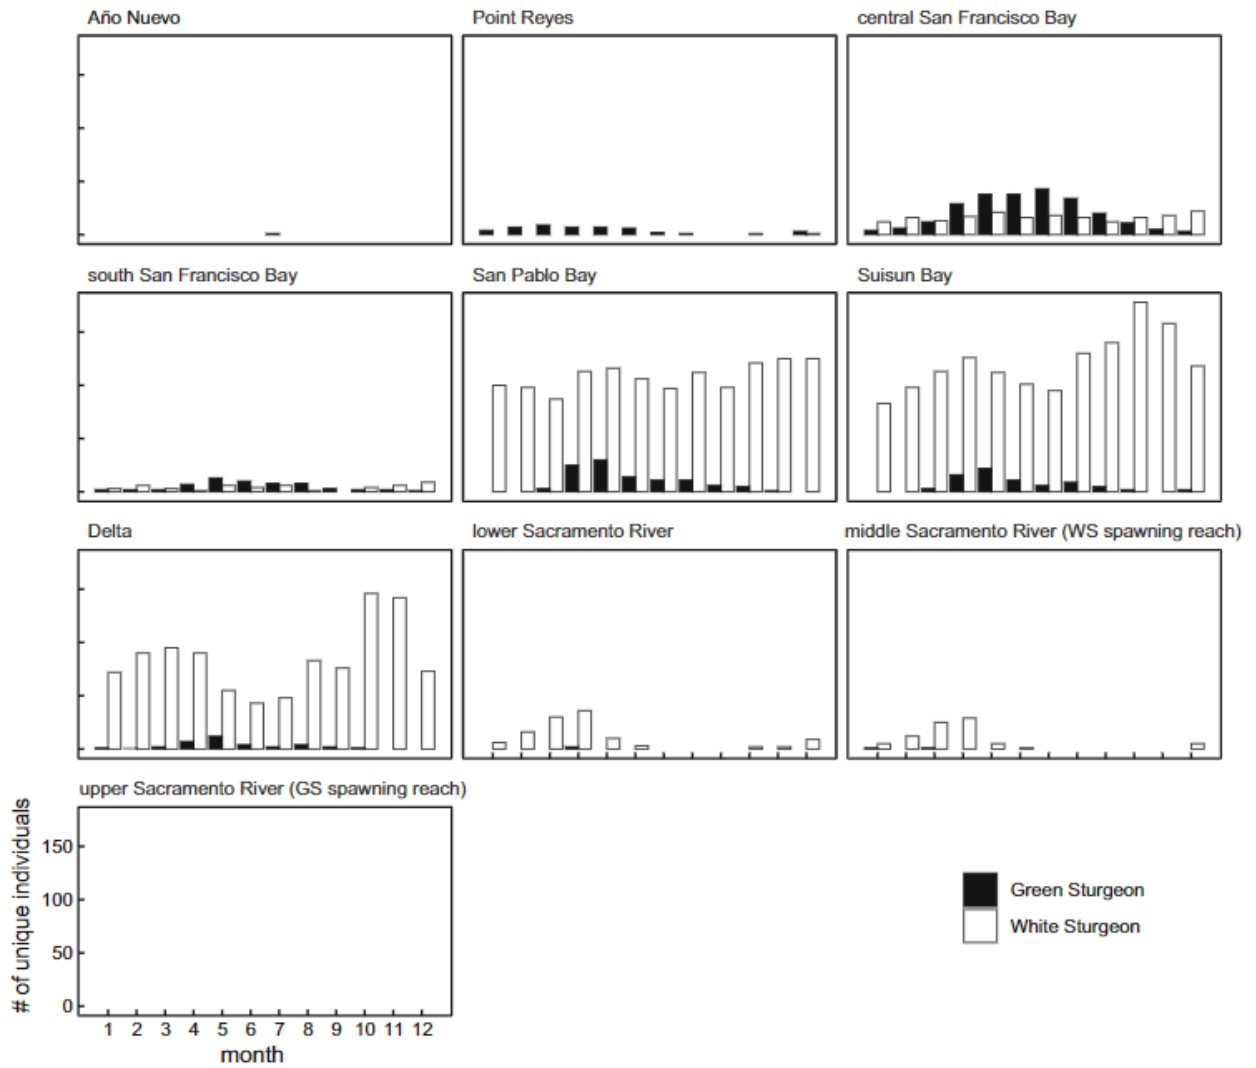 Año Nuevo
Point Reyes
central San Francisco Bay
south San Francisco Bay
San Pablo Bay
Suisun Bay
Delta
lower Sacramento River
middle Sacramento River (WS spawning reach)
upper Sacramento River (GS spawning reach)
# of unique individuals
150
100
50
0
1 2 3 4 5 6 7 8 9 10 11 12
month
Green Sturgeon
White Sturgeon